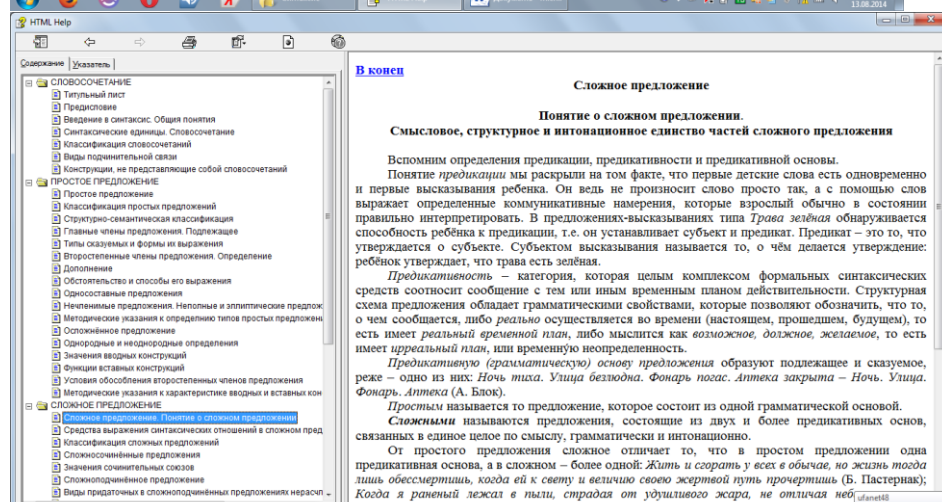 13.08.2014
HTML Help
Содержание
Указатель
СЛОВОСОЧЕТАНИЕ
Титульный лист
Предисловие
Введение в синтаксис. Общия понятия
Синтаксические единицы. Словосочетание
Классификация словосочетаний
Виды подчинительной связи
Конструкции, не представляющие собой словосочетаний
ПРОСТОЕ ПРЕДЛОЖЕНИЕ
Простое предложение
Классификация простых предложений
Структурно-семантическая классификация
Главные члены предложения. Подлежащее
Типы сказуемых и формы их выражения
Второстепенные члены предложения. Определение
Дополнение
Обстоятельство и способы его выражения
Односоставные предложения
Нечленимые предложения. Неполные и эллиптические предлож
Методические указания к определению типов простых предложени
Осложнённое предложение
Однородные и неоднородные определения
Значения вводных конструкций
Функции вставных конструкций
Условия обособления второстепенных членов предложения
Методические указания к характеристике вводных и вставных кон
СЛОЖНОЕ ПРЕДЛОЖЕНИЕ
Сложное предложение. Понятие о сложном предложении
Средства выражения синтаксических отношений в сложном пред
Классификация сложных предложений
Сложносочинённые предложения
Значения сочинительных союзов
Сложноподчинённое предложение
Виды придаточных в сложноподчинённых предложениях нерасчл
В конец
Сложное предложение
Понятие о сложном предложении.
Смысловое, структурное и интонационное единство частей сложного предложения
Вспомним определения предикации, предикативности и предикативной основы.
Понятие предикации мы раскрыли на том факте, что первые детские слова есть одновременно
и первые высказывания ребенка. Он ведь не произносит слово просто так, а с помощью слов
выражает определенные коммуникативные намерения, которые взрослый обычно в состоянии
правильно интерпретировать. В предложениях-высказываниях типа Трава зелёная обнаруживается
способность ребёнка к предикации, т.е. он устанавливает субъект и предикат. Предикат – это то, что
утверждается о субъекте. Субъектом высказывания называется то, о чём делается утверждение:
ребёнок утверждает, что трава есть зелёная.
Предикативность – категория, которая целым комплексом формальных синтаксических
средств соотносит сообщение с тем или иным временным планом действительности. Структурная
схема предложения обладает грамматическими свойствами, которые позволяют обозначить, что то,
о чем сообщается, либо реально осуществляется во времени (настоящем, прошедшем, будущем), то
есть имеет реальный временной план, либо мыслится как возможное, должное, желаемое, то есть
имеет ирреальный план, или временну́ю неопределенность.
Предикативную (грамматическую) основу предложения образуют подлежащее и сказуемое,
реже – одно из них: Ночь тиха. Улица безлюдна. Фонарь погас. Аптека закрыта – Ночь. Улица.
Фонарь. Аптека (А. Блок).
Простым называется то предложение, которое состоит из одной грамматической основой.
Сложными называются предложения, состоящие из двух и более предикативных основ,
связанных в единое целое по смыслу, грамматически и интонационно.
От простого предложения сложное отличает то, что в простом предложении одна
предикативная основа, а в сложном – более одной: Жить и сгорать у всех в обычае, но жизнь тогда
лишь обессмертишь, когда ей к свету и величию своею жертвой путь прочертишь (Б. Пастернак);
Когда я раненый лежал в пыли, страдая от удушливого жара, не отличая неб
ufanet48